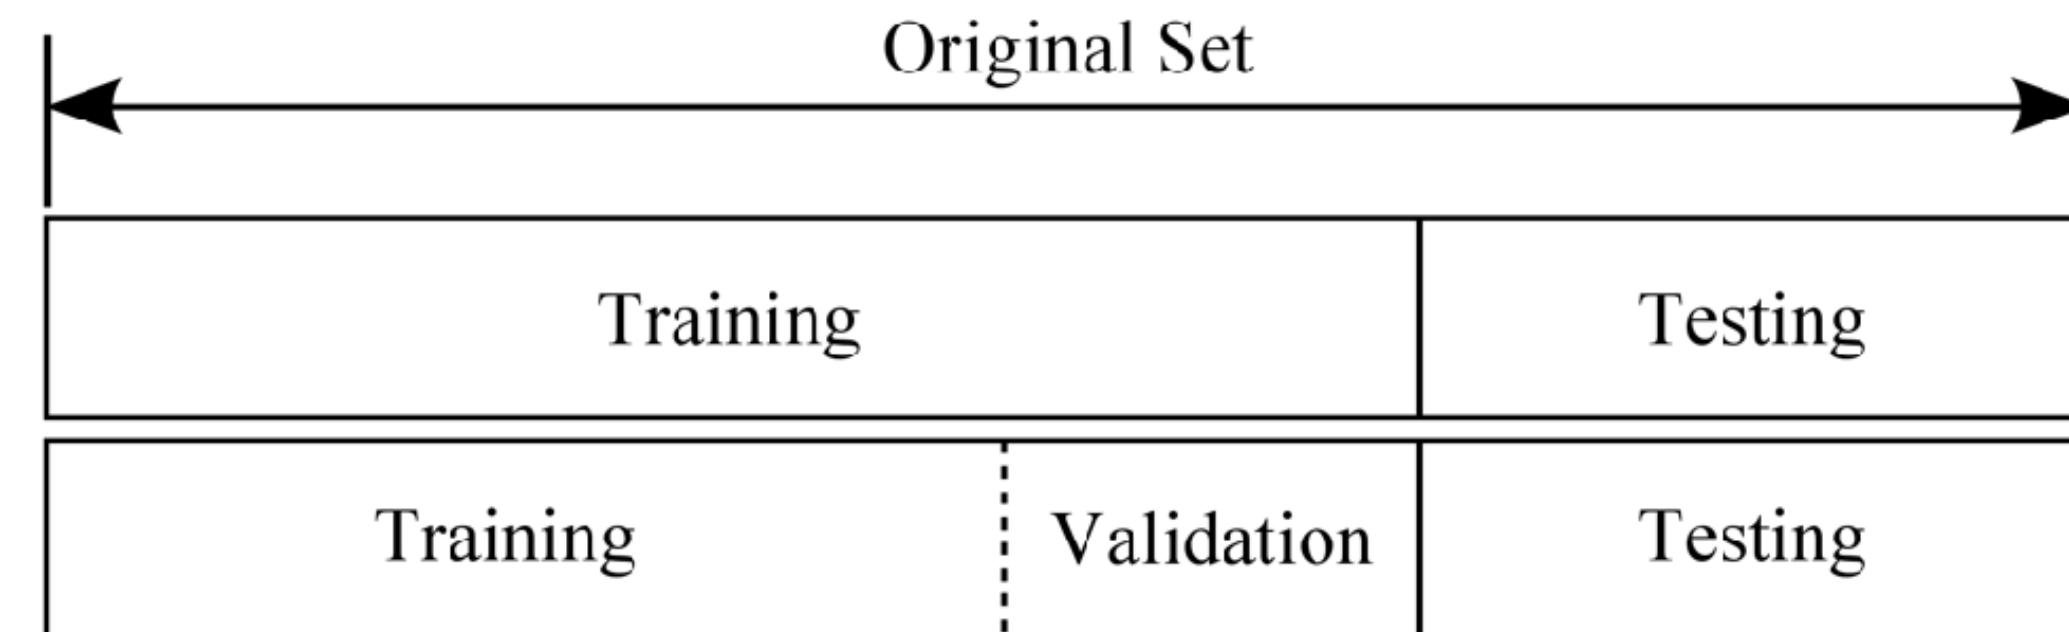 Original Set
Training Testing
Training Validation Testing